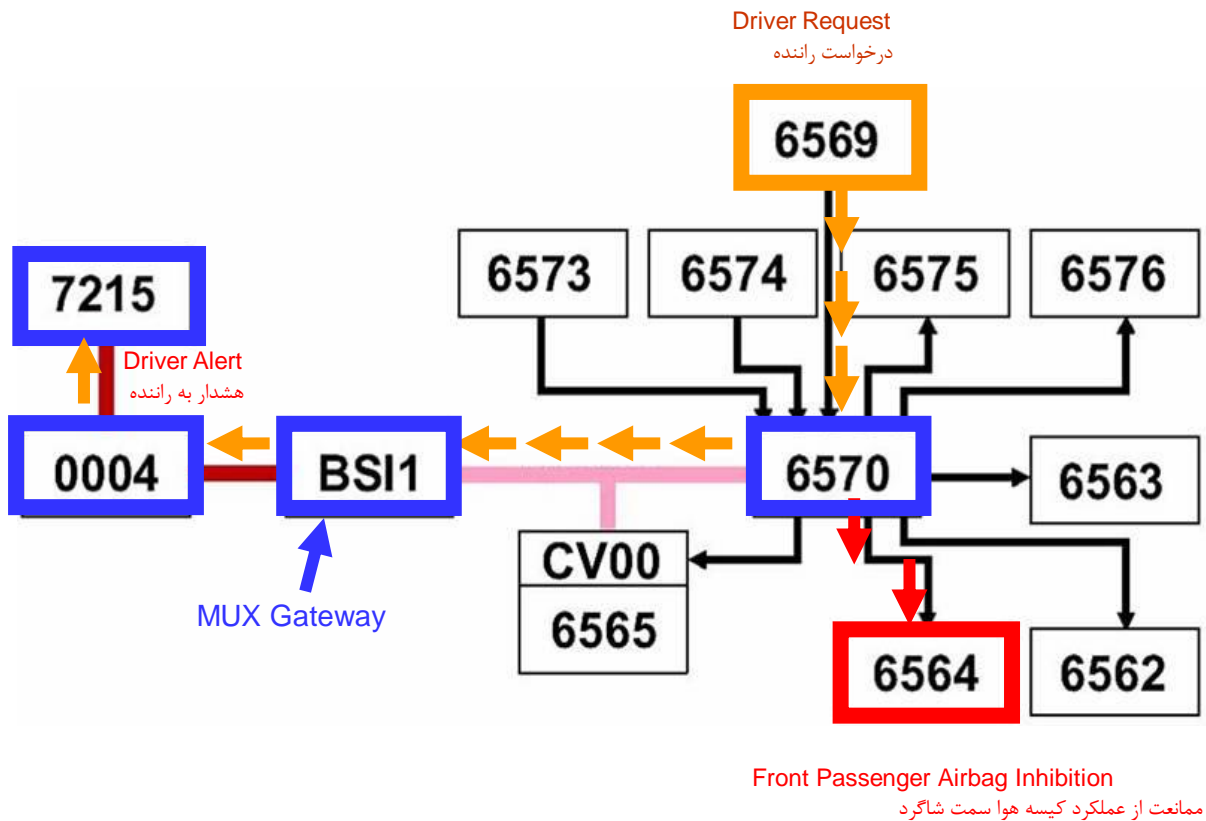 Driver Request
درخواست راننده
6569
6573
6574
6575
6576
7215
Driver Alert
هشدار به راننده
0004
BSI1
6570
6563
CV00
6565
MUX Gateway
6564
6562
Front Passenger Airbag Inhibition
ممانعت از عملکرد کیسه هوا سمت شاگرد